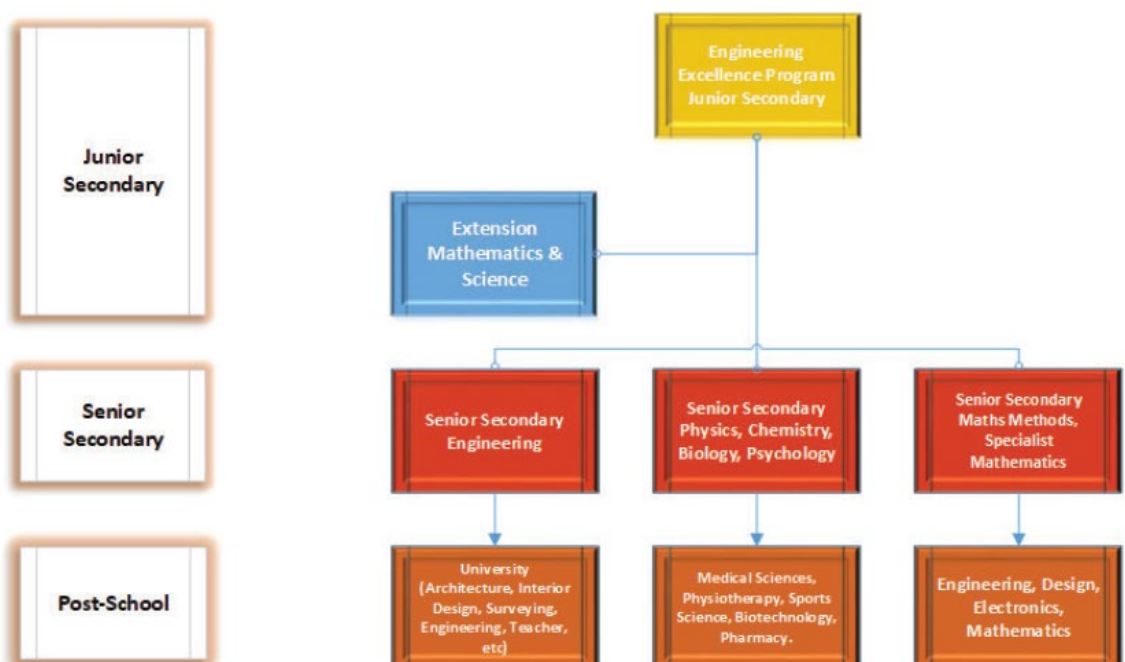 Engineering
Excellence Program
Junior Secondary
Junior
Secondary
Extension
Mathematics &
Science
Senior
Secondary
Senior Secondary
Engineering
Senior Secondary
Physics, Chemistry,
Biology, Psychology
Senior Secondary
Maths Methods,
Specialist
Mathematics
Post-School
University
(Architecture, Interior
Design, Surveying,
Engineering, Teacher,
etc)
Medical Sciences,
Physiotherapy, Sports
Science, Biotechnology,
Pharmacy.
Engineering, Design,
Electronics,
Mathematics